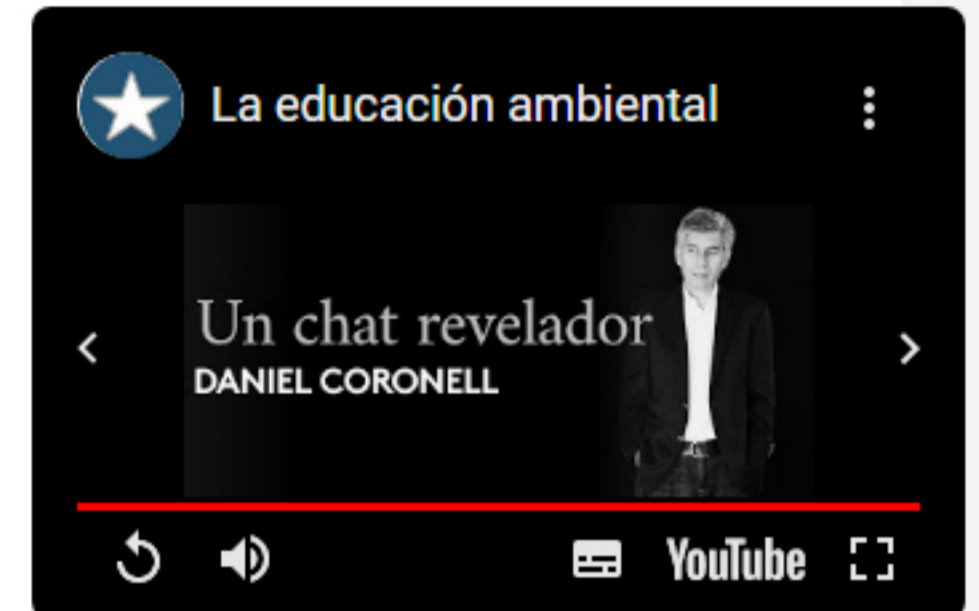 La educación ambiental
Un chat revelador
DANIEL CORONELL
YouTube